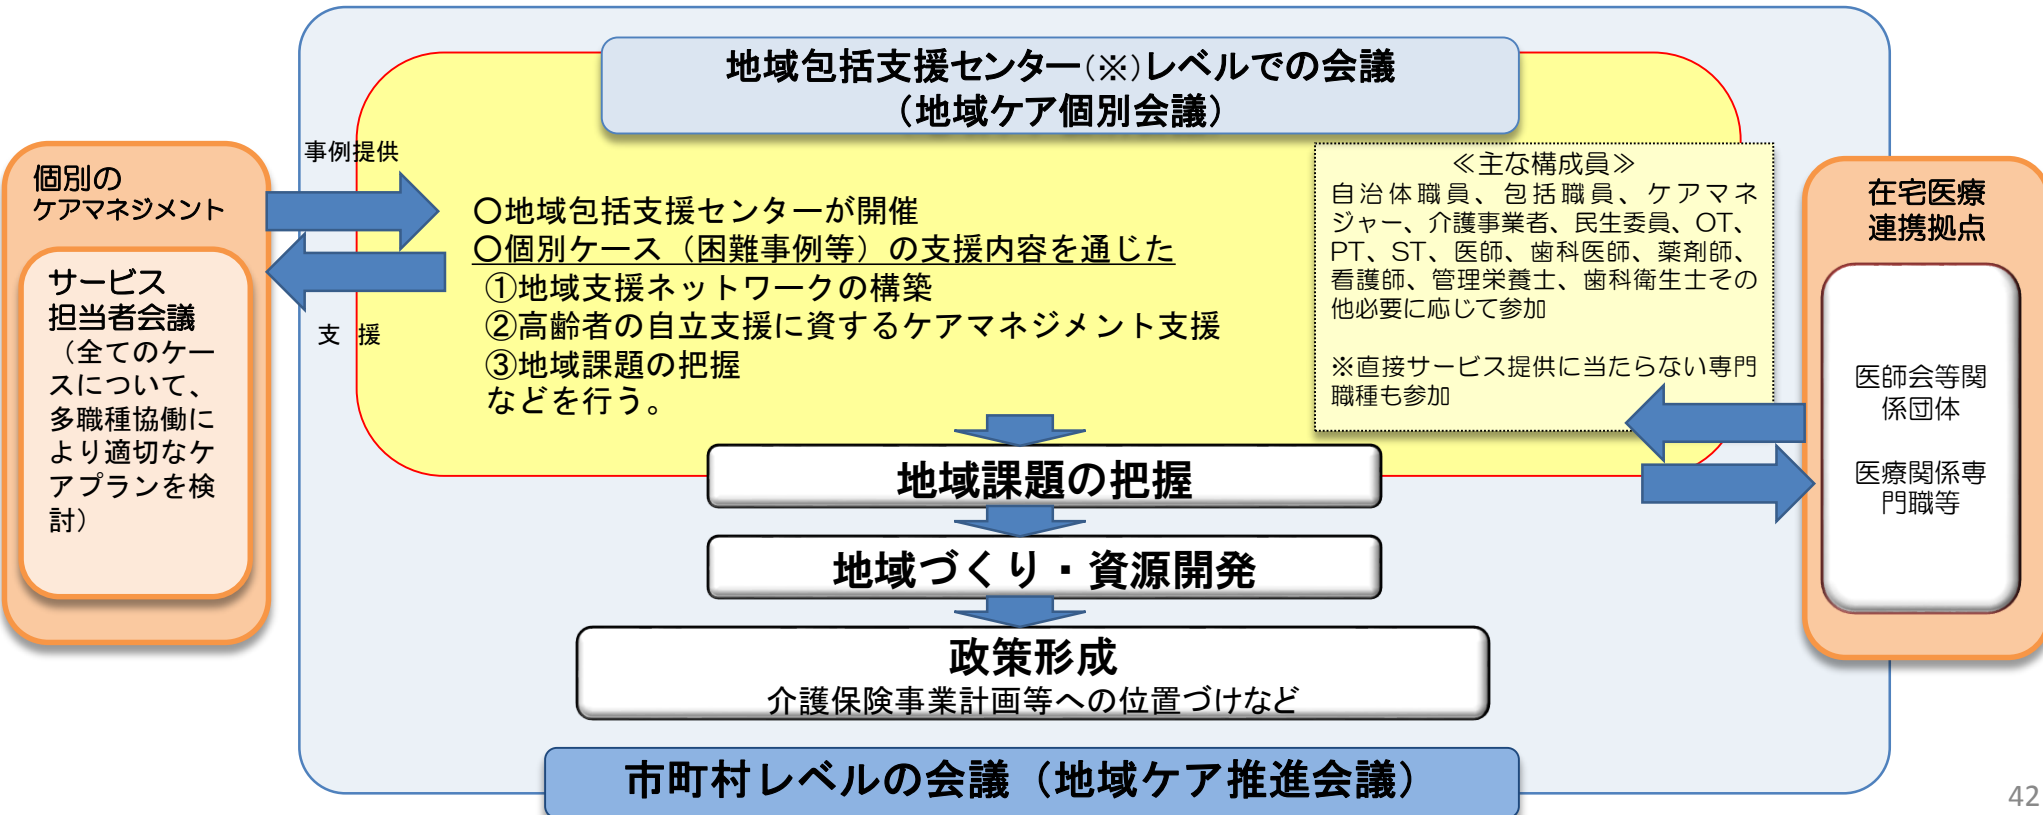 地域包括支援センター(※)レベルでの会議
（地域ケア個別会議）
事例提供
支　援
個別の
ケアマネジメント
サービス
担当者会議
（全てのケー
スについて、
多職種協働に
より適切なケ
アプランを検
討）
〇地域包括支援センターが開催
〇個別ケース（困難事例等）の支援内容を通じた
①地域支援ネットワークの構築
②高齢者の自立支援に資するケアマネジメント支援
③地域課題の把握
などを行う。
≪主な構成員≫
自治体職員、包括職員、ケアマネ
ジャー、介護事業者、民生委員、OT、
PT、ST、医師、歯科医師、薬剤師、
看護師、管理栄養士、歯科衛生士その
他必要に応じて参加
※直接サービス提供に当たらない専門
職種も参加
在宅医療
連携拠点
医師会等関
係団体
医療関係専
門職等
地域課題の把握
地域づくり・資源開発
政策形成
介護保険事業計画等への位置づけなど
市町村レベルの会議（地域ケア推進会議）
42